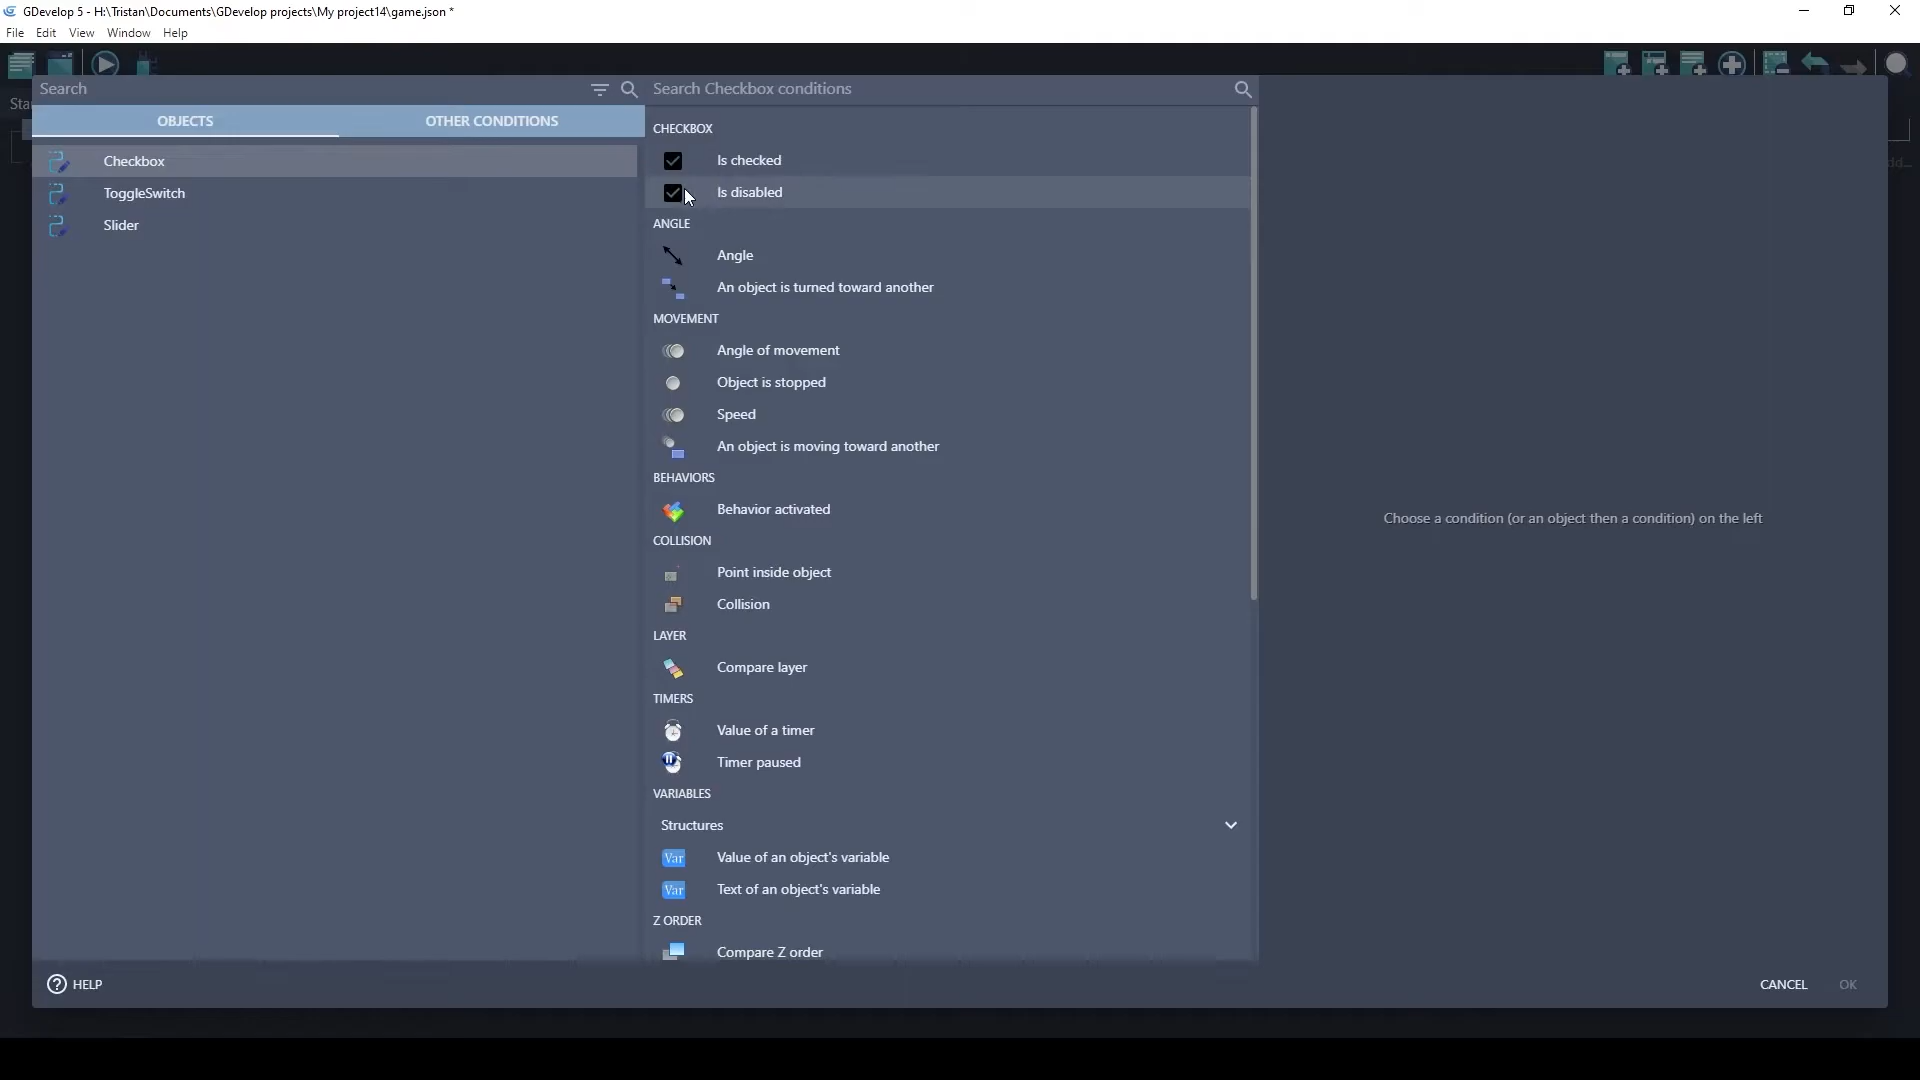 GDevelop 5 - H:\Tristan\Documents\GDevelop projects\My project14\game.json *
File Edit View Window Help
Search
Search Checkbox conditions
OBJECTS
OTHER CONDITIONS
Checkbox
ToggleSwitch
Slider
CHECKBOX
Is checked
Is disabled
ANGLE
Angle
An object is turned toward another
MOVEMENT
Angle of movement
Object is stopped
Speed
An object is moving toward another
BEHAVIORS
Behavior activated
COLLISION
Point inside object
Collision
LAYER
Compare layer
TIMERS
Value of a timer
Timer paused
VARIABLES
Structures
Var Value of an object's variable
Var Text of an object's variable
Z ORDER
Compare Z order
Choose a condition (or an object then a condition) on the left
HELP
CANCEL
OK